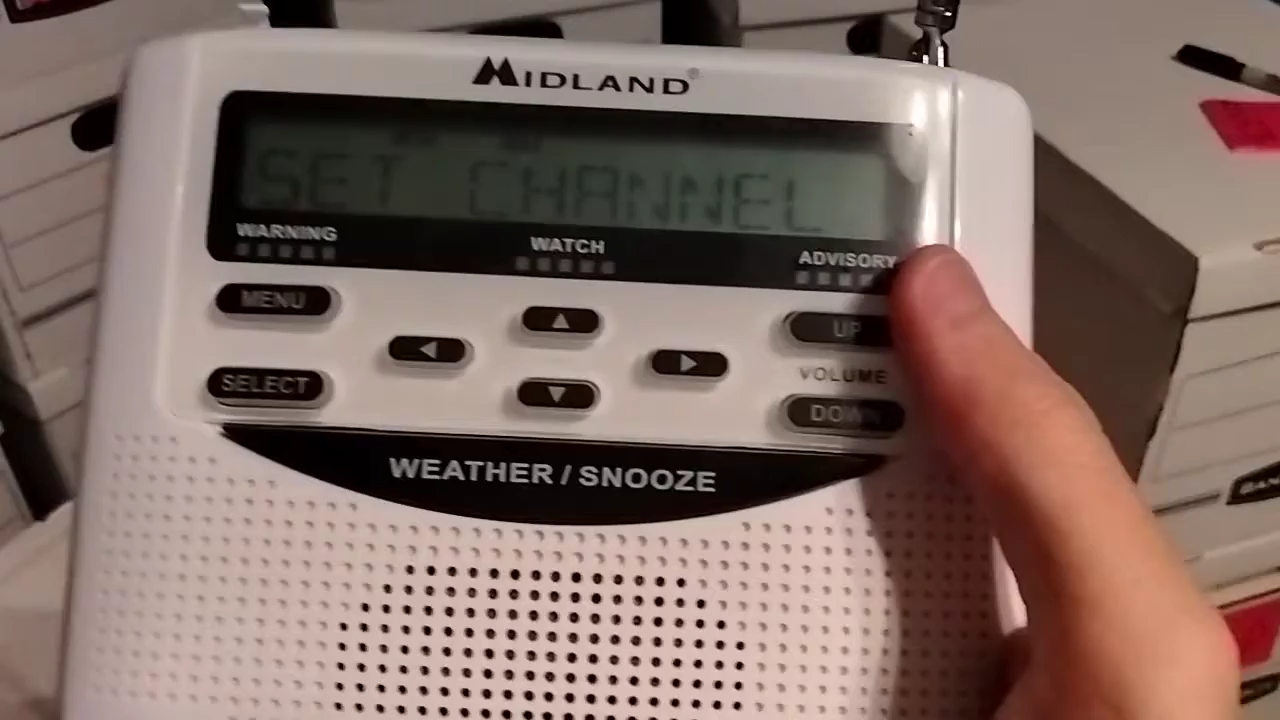 MIDLAND®
SET CHANNEL
WARNING
WATCH
ADVISORY
MENU
UP
SELECT
VOLUME
DOWN
WEATHER / SNOOZE